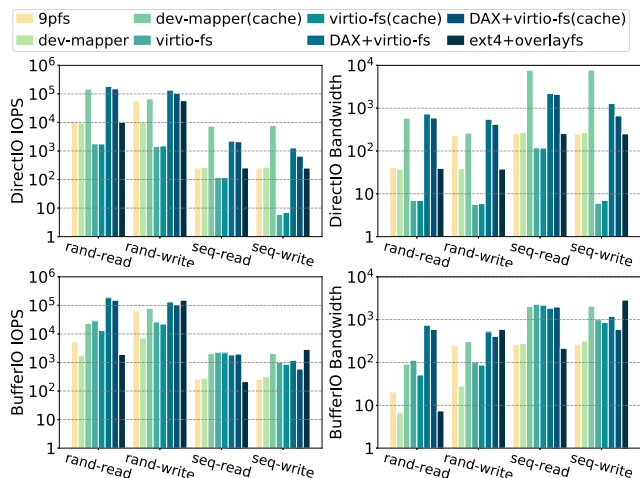 9pfs dev-mapper(cache) virtio-fs(cache) DAX+virtio-fs(cache)
dev-mapper virtio-fs DAX+virtio-fs ext4+overlayfs
DirectIO IOPS
10^6
10^5
10^4
10^3
10^2
10
1
rand-read rand-write seq-read seq-write
DirectIO Bandwidth
10^4
10^3
10^2
10
1
rand-read rand-write seq-read seq-write
BufferIO IOPS
10^6
10^5
10^4
10^3
10^2
10
1
rand-read rand-write seq-read seq-write
BufferIO Bandwidth
10^4
10^3
10^2
10
1
rand-read rand-write seq-read seq-write